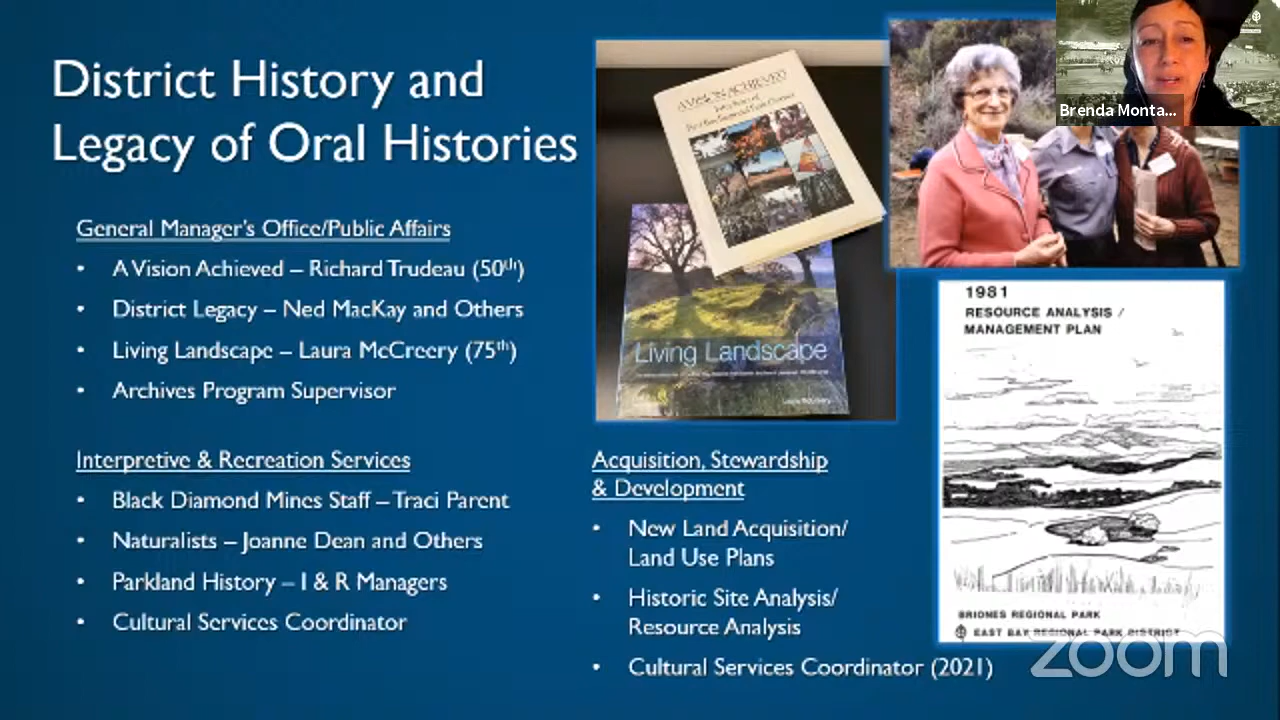 District History and
Legacy of Oral Histories
General Manager's Office/Public Affairs
• A Vision Achieved – Richard Trudeau (50th)
• District Legacy – Ned MacKay and Others
• Living Landscape – Laura McCreery (75th)
• Archives Program Supervisor
Interpretive & Recreation Services
• Black Diamond Mines Staff – Traci Parent
• Naturalists – Joanne Dean and Others
• Parkland History – I & R Managers
• Cultural Services Coordinator
Acquisition, Stewardship
& Development
• New Land Acquisition/
Land Use Plans
• Historic Site Analysis/
Resource Analysis
• Cultural Services Coordinator (2021)
A VISION ACHIEVED
Living Landscape
Brenda Monta...
1981
RESOURCE ANALYSIS /
MANAGEMENT PLAN
BRIONES REGIONAL PARK
EAST BAY REGIONAL PARK DISTRICT
zoom